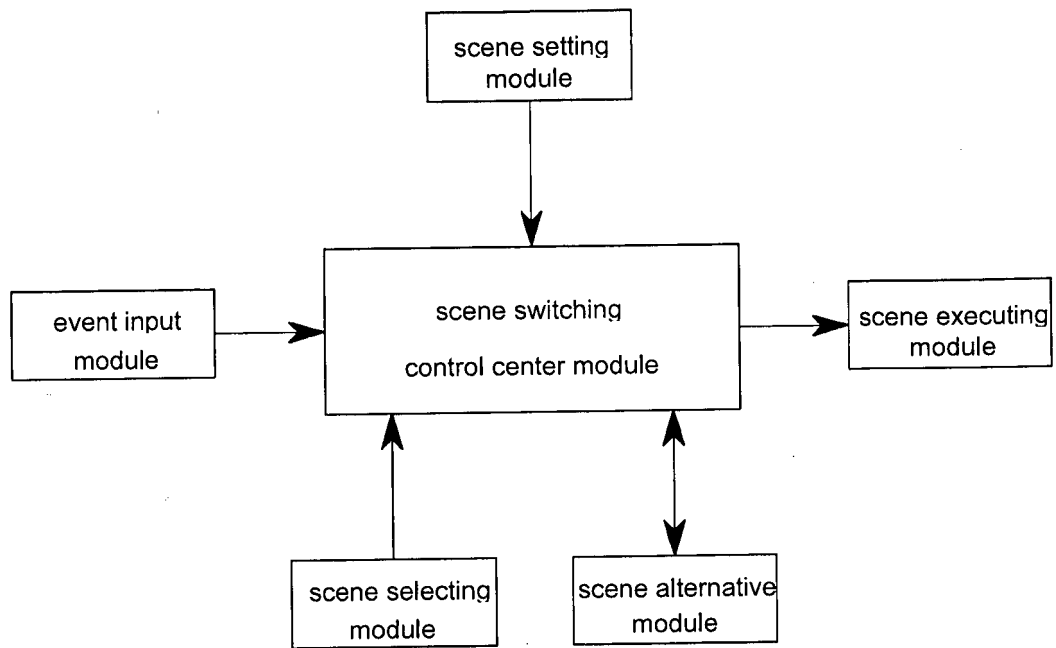 scene setting
module
event input
module
scene switching
control center module
scene executing
module
scene selecting
module
scene alternative
module